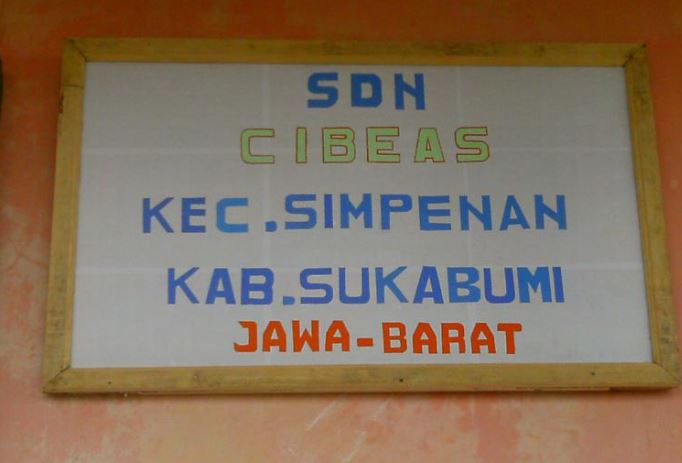 SDN
CIBEAS
KEC.SIMPENAN
KAB.SUKABUMI
JAWA-BARAT